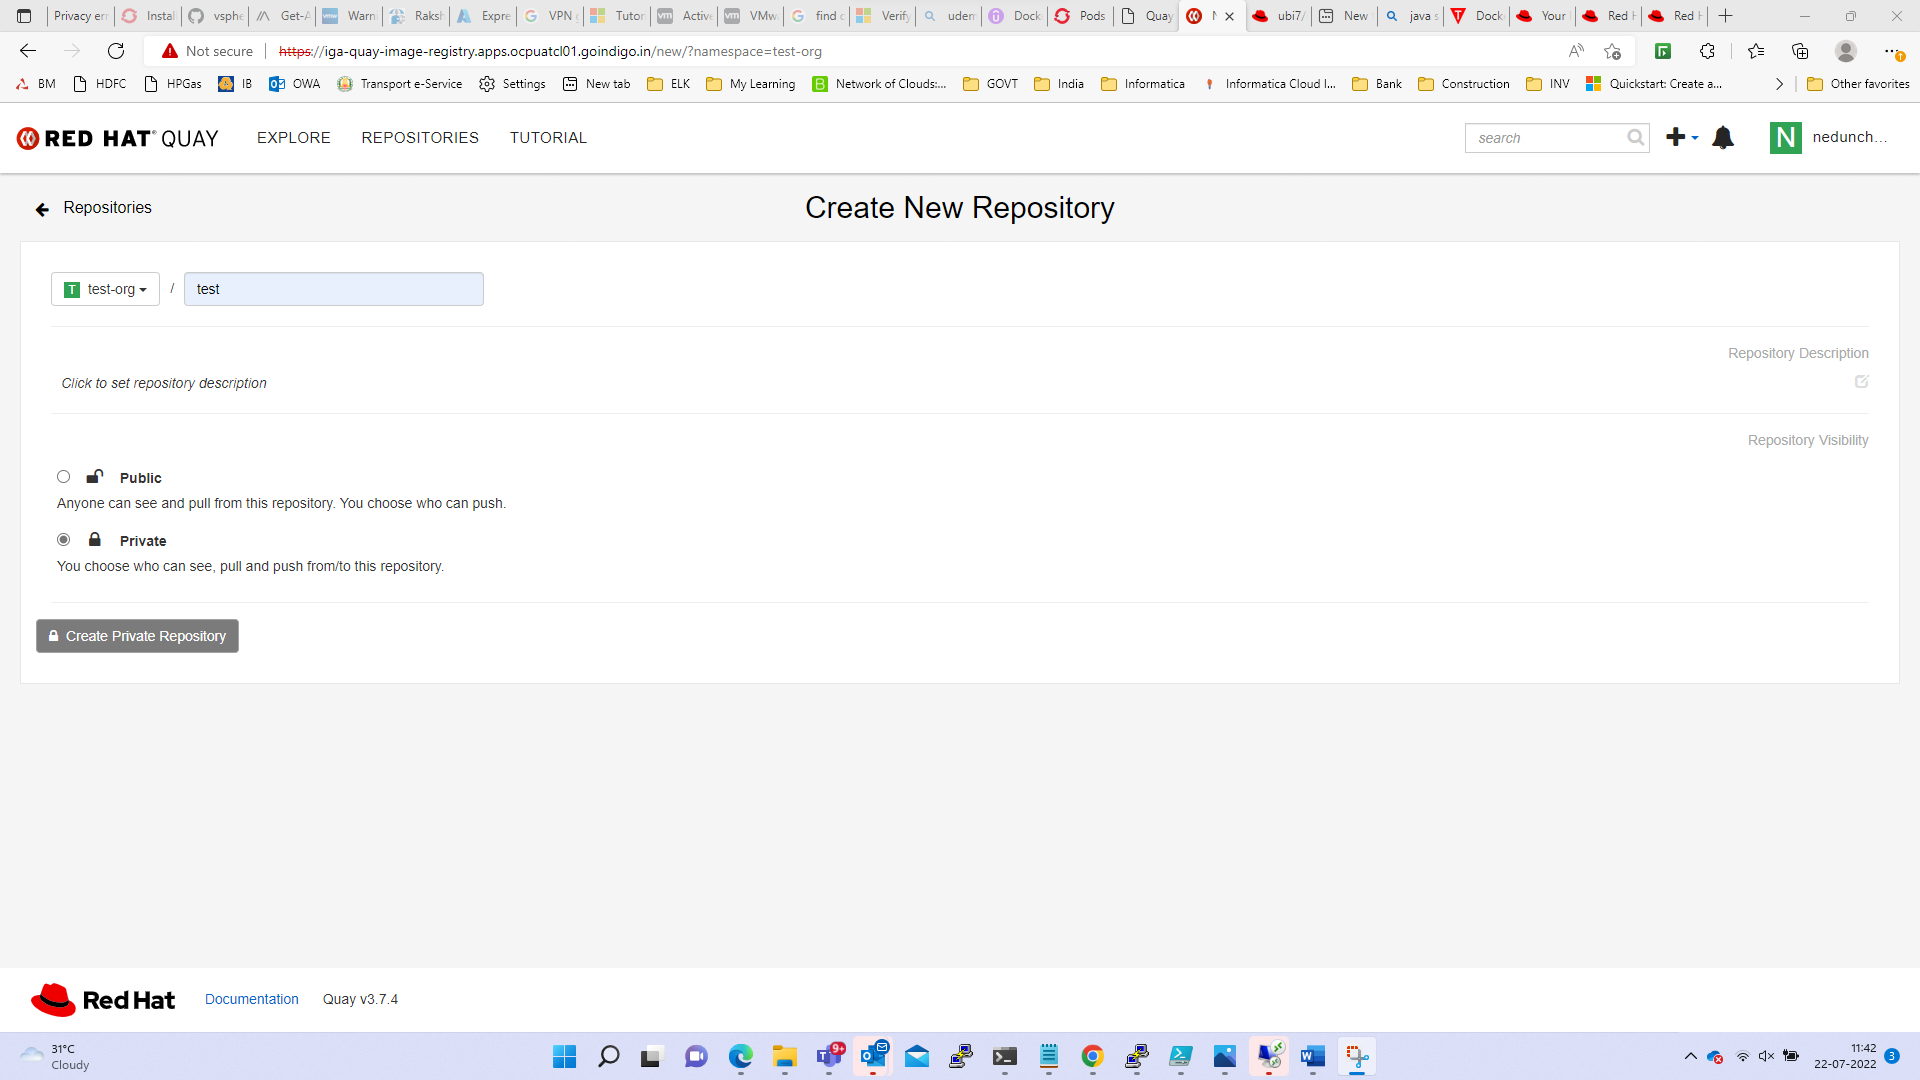 Privacy err
Instal
vsphe
Get-A
Warn
Raksh
Expre
VPN
Tutor
Active
VMw
find c
Verify
uden
Dock
Pods
Quay
ubi7/
New
java s
Dock
Your
Red H
Red H
Not secure
https://iga-quay-image-registry.apps.ocpuatcl01.goindigo.in/new/?namespace=test-org
BM HDFC HPGas IB OWA Transport e-Service Settings New tab ELK My Learning Network of Clouds:... GOVT India Informatica Informatica Cloud I... Bank Construction INV Quickstart: Create a... Other favorites
RED HAT QUAY EXPLORE REPOSITORIES TUTORIAL search N nedunch...
Repositories
Create New Repository
T test-org / test
Repository Description
Click to set repository description
Repository Visibility
Public
Anyone can see and pull from this repository. You choose who can push.
Private
You choose who can see, pull and push from/to this repository.
Create Private Repository
Red Hat Documentation Quay v3.7.4
31°C
Cloudy
9+
11:42
22-07-2022
3